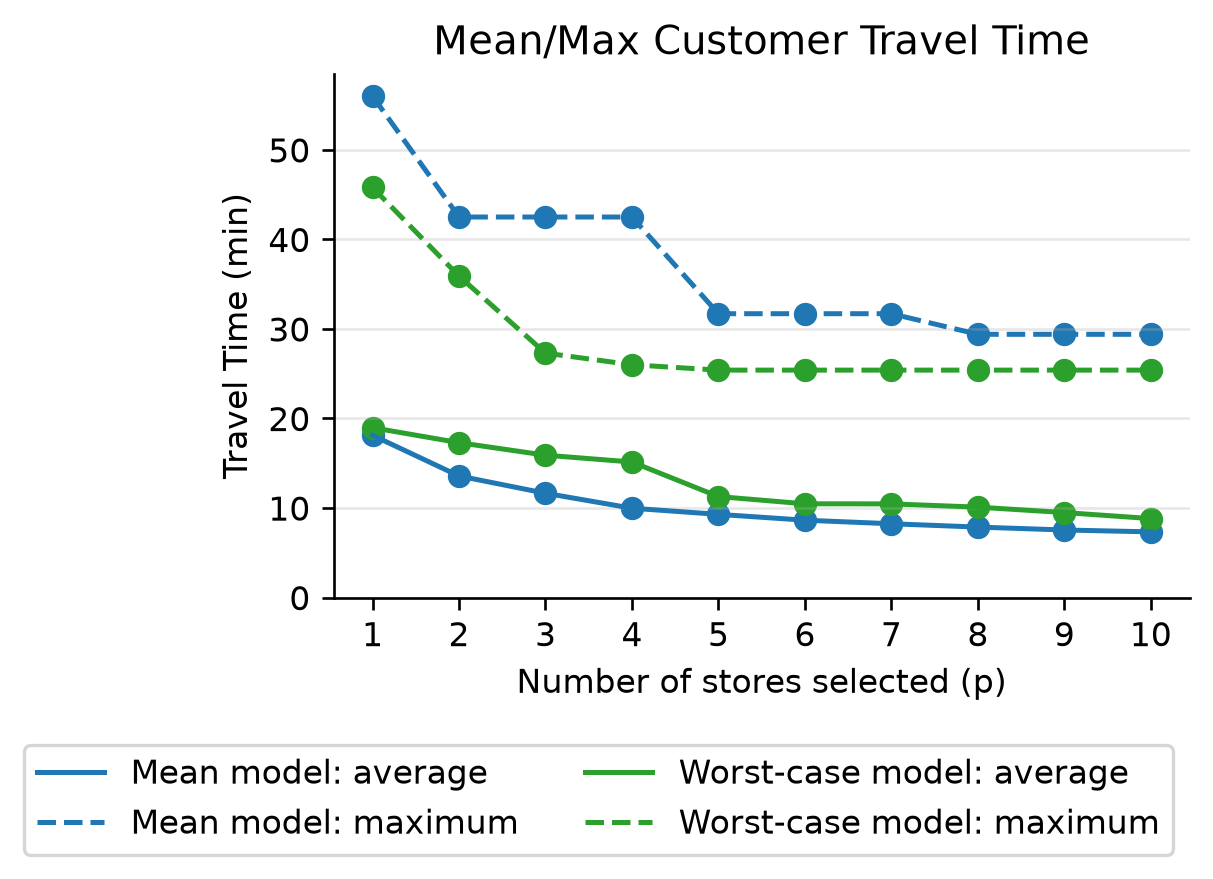 Mean/Max Customer Travel Time
50
40
30
20
10
0
Travel Time (min)
1 2 3 4 5 6 7 8 9 10
Number of stores selected (p)
Mean model: average
Mean model: maximum
Worst-case model: average
Worst-case model: maximum